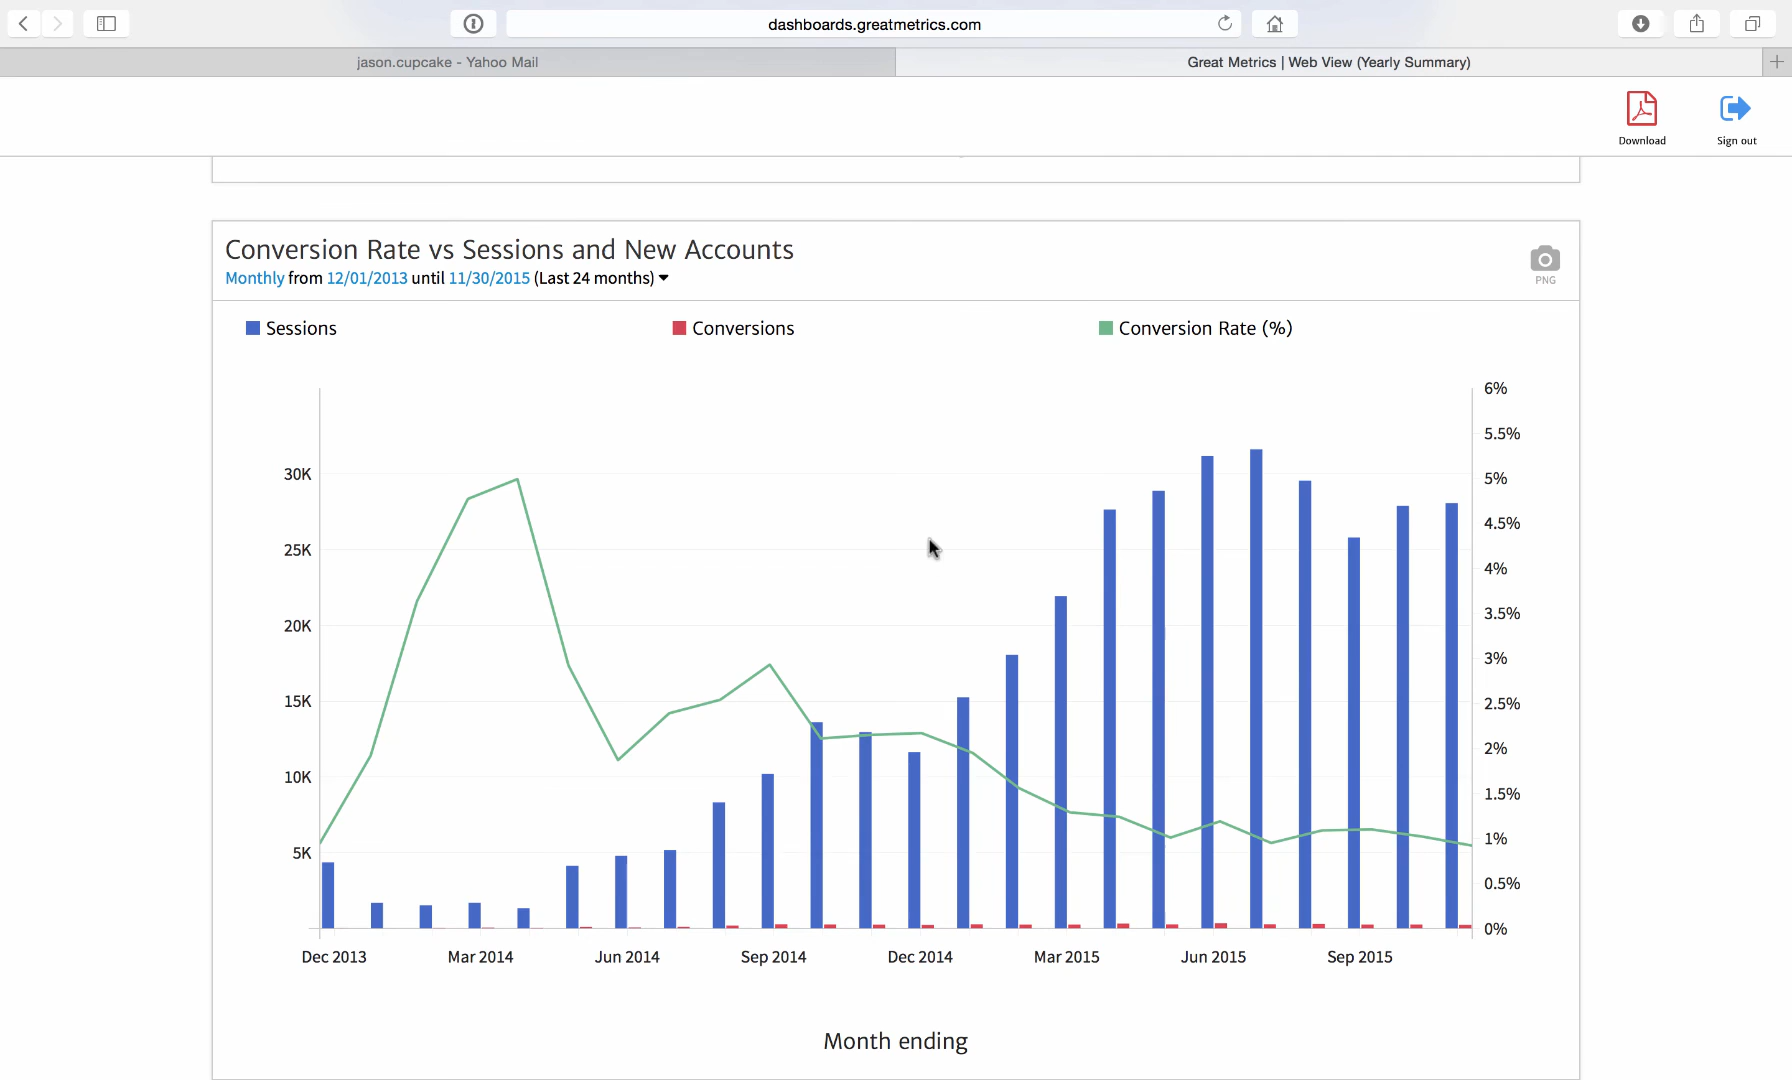 dashboards.greatmetrics.com
jason.cupcake - Yahoo Mail
Great Metrics | Web View (Yearly Summary)
Download
Sign out
Conversion Rate vs Sessions and New Accounts
Monthly from 12/01/2013 until 11/30/2015 (Last 24 months)
PNG
Sessions
Conversions
Conversion Rate (%)
30K
25K
20K
15K
10K
5K
6%
5.5%
5%
4.5%
4%
3.5%
3%
2.5%
2%
1.5%
1%
0.5%
0%
Dec 2013
Mar 2014
Jun 2014
Sep 2014
Dec 2014
Mar 2015
Jun 2015
Sep 2015
Month ending